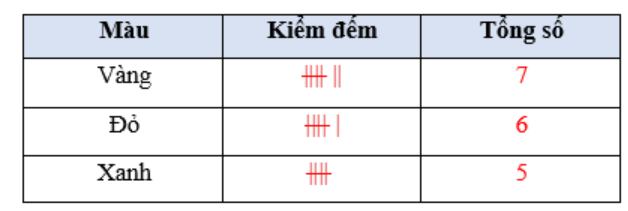 Màu Kiểm đếm Tổng số
Vàng 7
Đỏ 6
Xanh 5